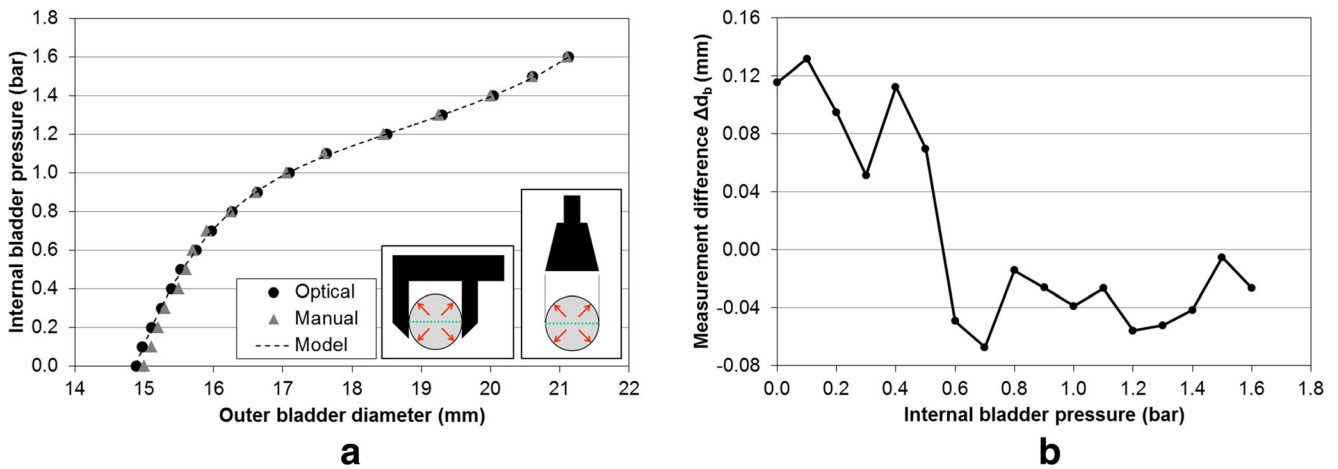 Internal bladder pressure (bar)
1.8
1.6
1.4
1.2
1.0
0.8
0.6
0.4
0.2
0.0
14 15 16 17 18 19 20 21 22
Outer bladder diameter (mm)
Optical
Manual
Model
a
Measurement difference Δd_b (mm)
0.16
0.12
0.08
0.04
0.00
-0.04
-0.08
0.0 0.2 0.4 0.6 0.8 1.0 1.2 1.4 1.6 1.8
Internal bladder pressure (bar)
b